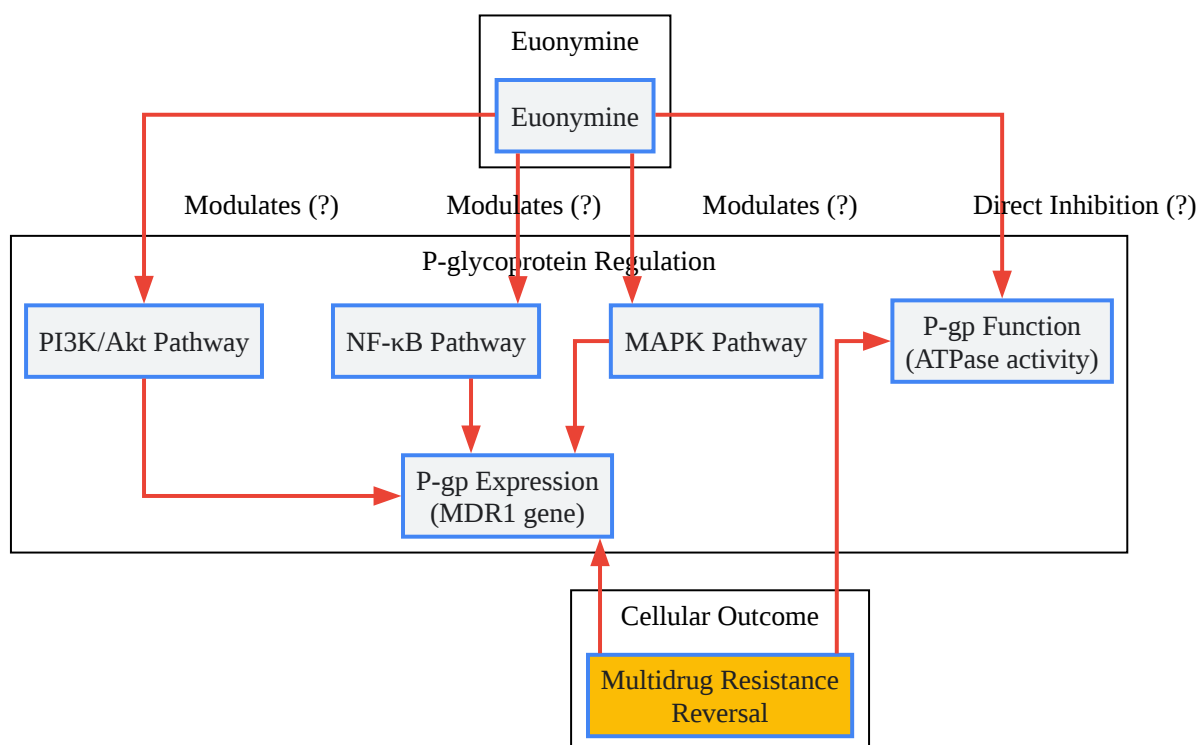 Euonymine
Euonymine
Modulates (?)
Modulates (?)
Modulates (?)
Direct Inhibition (?)
P-glycoprotein Regulation
PI3K/Akt Pathway
NF-κB Pathway
MAPK Pathway
P-gp Function
(ATPase activity)
P-gp Expression
(MDR1 gene)
Cellular Outcome
Multidrug Resistance
Reversal